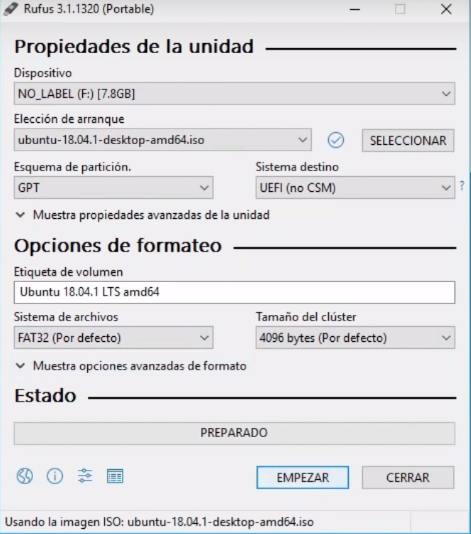 Rufus 3.1.1320 (Portable)
Propiedades de la unidad
Dispositivo
NO_LABEL (F:) [7.8GB]
Elección de arranque
ubuntu-18.04.1-desktop-amd64.iso
SELECCIONAR
Esquema de partición.
Sistema destino
GPT
UEFI (no CSM)
?
Muestra propiedades avanzadas de la unidad
Opciones de formateo
Etiqueta de volumen
Ubuntu 18.04.1 LTS amd64
Sistema de archivos
Tamaño del clúster
FAT32 (Por defecto)
4096 bytes (Por defecto)
Muestra opciones avanzadas de formato
Estado
PREPARADO
EMPEZAR
CERRAR
Usando la imagen ISO: ubuntu-18.04.1-desktop-amd64.iso